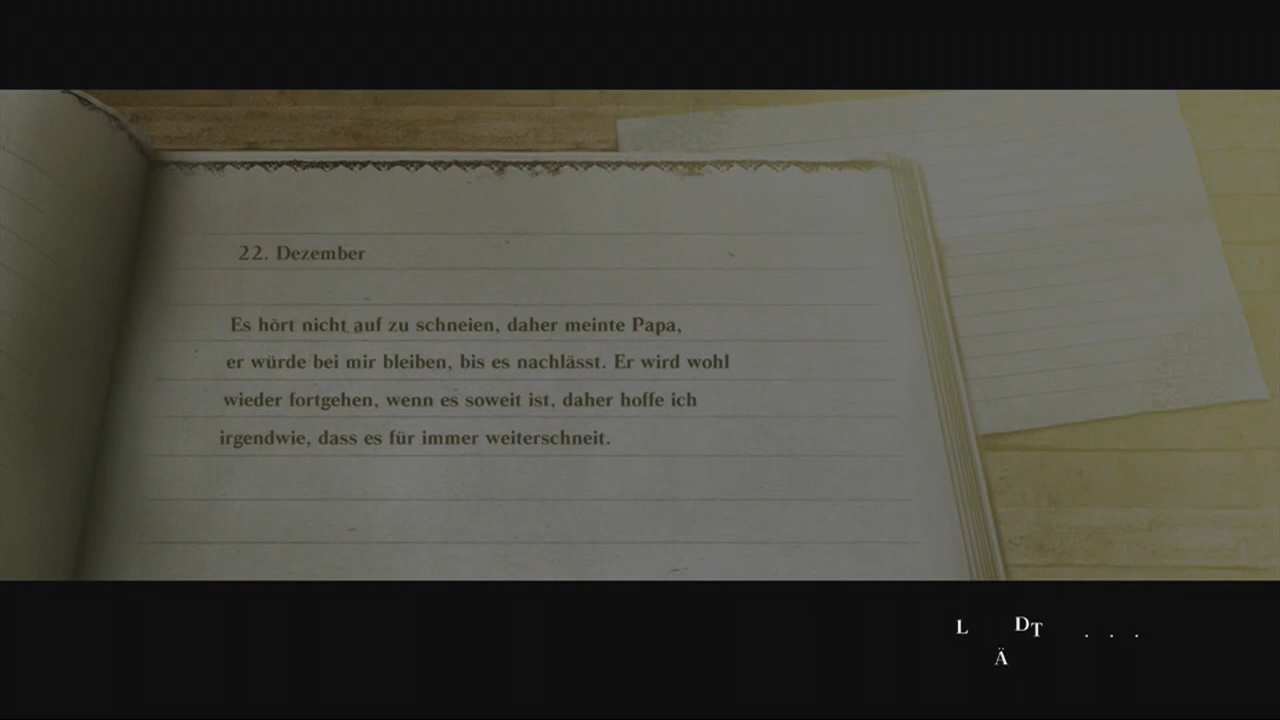 22. Dezember
Es hört nicht auf zu schneien, daher meinte Papa,
er würde bei mir bleiben, bis es nachlässt. Er wird wohl
wieder fortgehen, wenn es soweit ist, daher hoffe ich
irgendwie, dass es für immer weiterschneit.
L Ä D T . . .